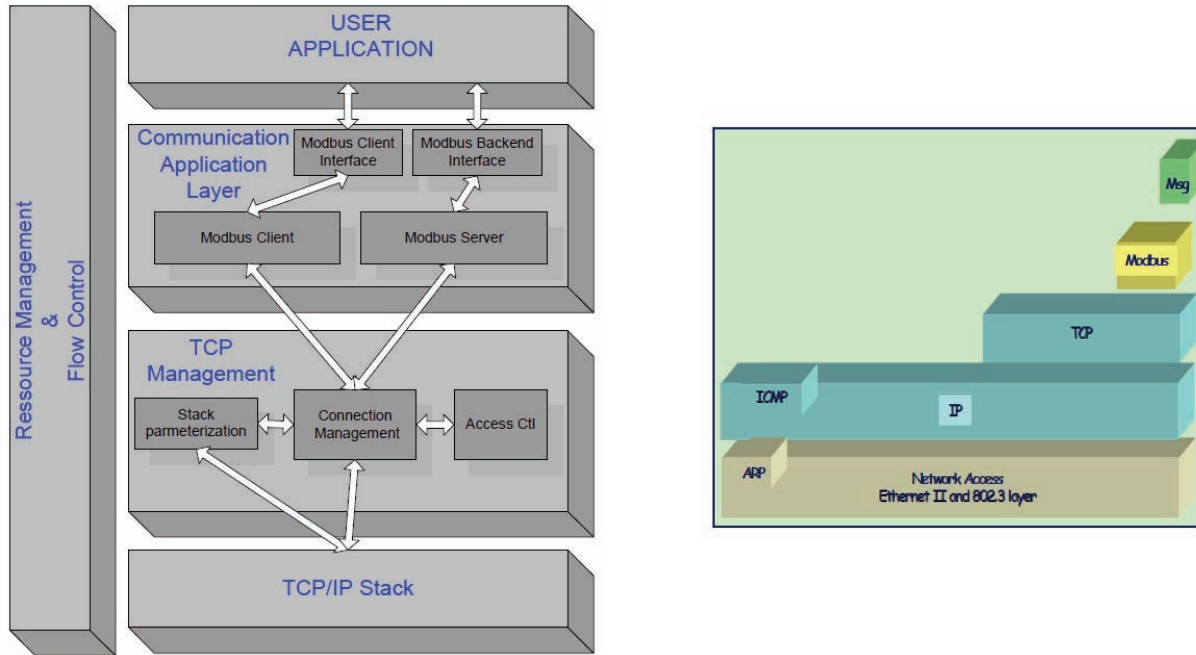 Ressource Management
&
Flow Control
USER
APPLICATION
Communication
Application
Layer
Modbus Client
Interface
Modbus Backend
Interface
Modbus Client
Modbus Server
TCP
Management
Stack
parmeterization
Connection
Management
Access Ctl
TCP/IP Stack
Msg
Modbus
TCP
ICMP
IP
ARP
Network Access
Ethernet II and 802.3 layer